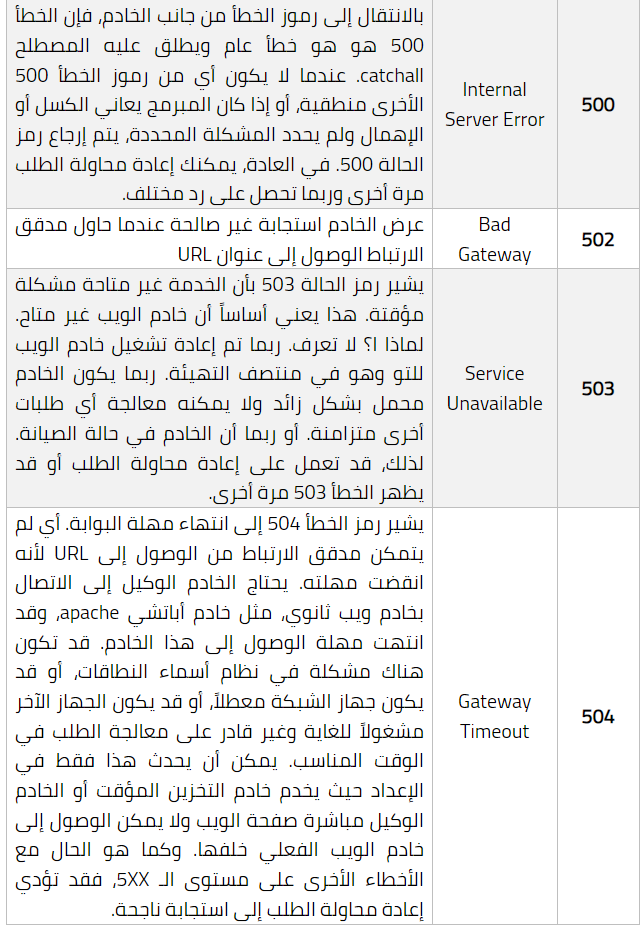 500
Internal
Server Error
بالانتقال إلى رموز الخطأ من جانب الخادم، فإن الخطأ
500 هو هو خطأ عام ويطلق عليه المصطلح
catchall. عندما لا يكون أي من رموز الخطأ 500
الأخرى منطقية، أو إذا كان المبرمج يعاني الكسل أو
الإهمال ولم يحدد المشكلة المحددة، يتم إرجاع رمز
الحالة 500. في العادة، يمكنك إعادة محاولة الطلب
مرة أخرى وربما تحصل على رد مختلف.
502
Bad
Gateway
عرض الخادم استجابة غير صالحة عندما حاول مدقق
الارتباط الوصول إلى عنوان URL
503
Service
Unavailable
يشير رمز الحالة 503 بأن الخدمة غير متاحة مشكلة
مؤقتة. هذا يعني أساساً أن خادم الويب غير متاح.
لماذا ا؟ لا تعرف. ربما تم إعادة تشغيل خادم الويب
للتو وهو في منتصف التهيئة. ربما يكون الخادم
محمل بشكل زائد ولا يمكنه معالجة أي طلبات
أخرى متزامنة. أو ربما أن الخادم في حالة الصيانة.
لذلك، قد تعمل على إعادة محاولة الطلب أو قد
يظهر الخطأ 503 مرة أخرى.
504
Gateway
Timeout
يشير رمز الخطأ 504 إلى انتهاء مهلة البوابة. أي لم
يتمكن مدقق الارتباط من الوصول إلى URL لأنه
انقضت مهلته. يحتاج الخادم الوكيل إلى الاتصال
بخادم ويب ثانوي، مثل خادم أباتشي apache، وقد
انتهت مهلة الوصول إلى هذا الخادم. قد تكون
هناك مشكلة في نظام أسماء النطاقات، أو قد
يكون جهاز الشبكة معطلاً، أو قد يكون الجهاز الآخر
مشغولاً للغاية وغير قادر على معالجة الطلب في
الوقت المناسب. يمكن أن يحدث هذا فقط في
الإعداد حيث يخدم خادم التخزين المؤقت أو الخادم
الوكيل مباشرة صفحة الويب ولا يمكن الوصول إلى
خادم الويب الفعلي خلفها. وكما هو الحال مع
الأخطاء الأخرى على مستوى الـ 5XX، فقد تؤدي
إعادة محاولة الطلب إلى استجابة ناجحة.